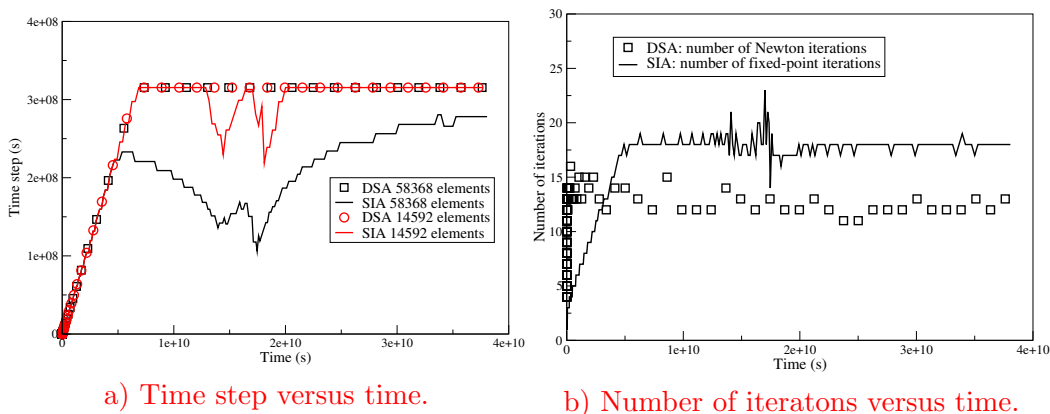 4e+08
3e+08
2e+08
1e+08
0
Time step (s)
0
1e+10
2e+10
3e+10
4e+10
Time (s)
DSA 58368 elements
SIA 58368 elements
DSA 14592 elements
SIA 14592 elements
a) Time step versus time.
30
25
20
15
10
5
0
Number of iterations
0
1e+10
2e+10
3e+10
4e+10
Time (s)
DSA: number of Newton iterations
SIA: number of fixed-point iterations
b) Number of iteratons versus time.